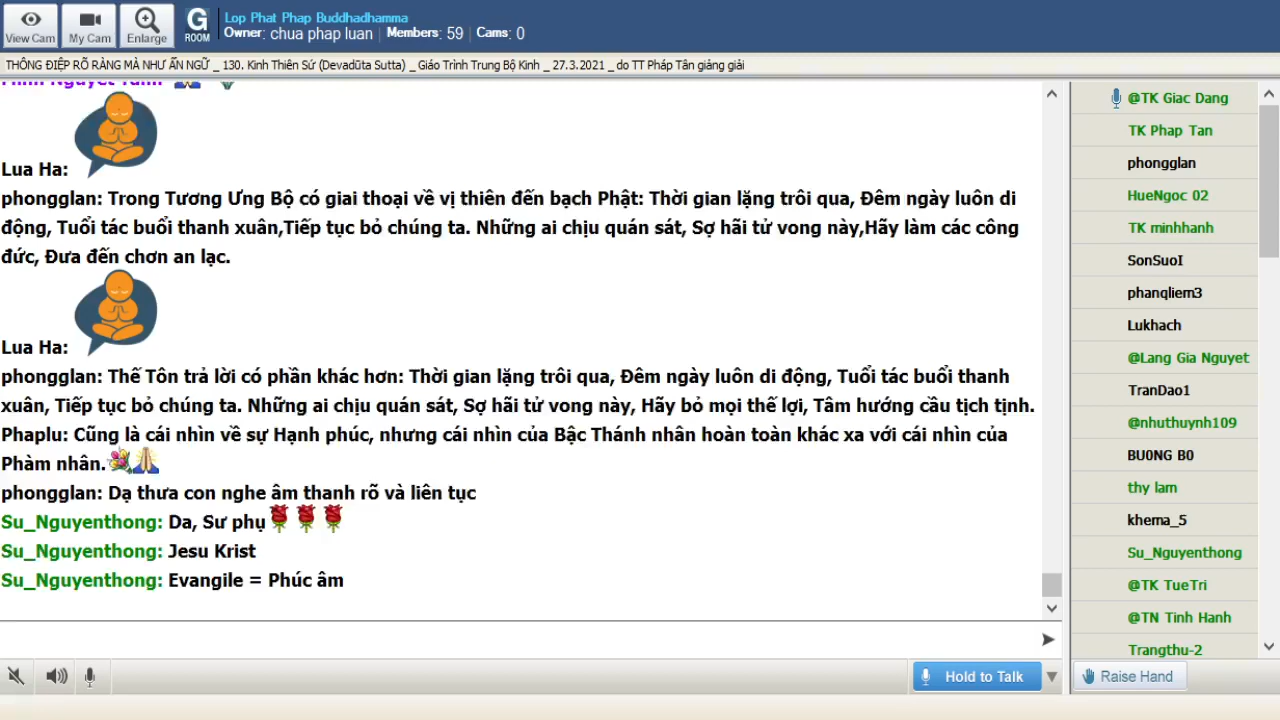 View Cam
My Cam
Enlarge
G
ROOM
Lop Phat Phap Buddhadhamma
Owner: chua phap luan | Members: 59 | Cams: 0
THÔNG ĐIỆP RÕ RÀNG MÀ NHƯ ẨN NGỮ _ 130. Kinh Thiên Sứ (Devadūta Sutta) _ Giáo Trình Trung Bộ Kinh _ 27.3.2021 _ do TT Pháp Tân giảng giải
Lua Ha:
phongglan: Trong Tương Ưng Bộ có giai thoại về vị thiên đến bạch Phật: Thời gian lặng trôi qua, Đêm ngày luôn di
động, Tuổi tác buổi thanh xuân,Tiếp tục bỏ chúng ta. Những ai chịu quán sát, Sợ hãi tử vong này,Hãy làm các công
đức, Đưa đến chơn an lạc.
Lua Ha:
phongglan: Thế Tôn trả lời có phần khác hơn: Thời gian lặng trôi qua, Đêm ngày luôn di động, Tuổi tác buổi thanh
xuân, Tiếp tục bỏ chúng ta. Những ai chịu quán sát, Sợ hãi tử vong này, Hãy bỏ mọi thế lợi, Tâm hướng cầu tịch tịnh.
Phaplu: Cũng là cái nhìn về sự Hạnh phúc, nhưng cái nhìn của Bậc Thánh nhân hoàn toàn khác xa với cái nhìn của
Phàm nhân.
phongglan: Dạ thưa con nghe âm thanh rõ và liên tục
Su_Nguyenthong: Da, Sư phụ
Su_Nguyenthong: Jesu Krist
Su_Nguyenthong: Evangile = Phúc âm
@TK Giac Dang
TK Phap Tan
phongglan
HueNgoc 02
TK minhhanh
SonSuoI
phanqliem3
Lukhach
@Lang Gia Nguyet
TranDao1
@nhuthuynh109
BU0NG B0
thy lam
khema_5
Su_Nguyenthong
@TK TueTri
@TN Tinh Hanh
Trangthu-2
Hold to Talk
Raise Hand